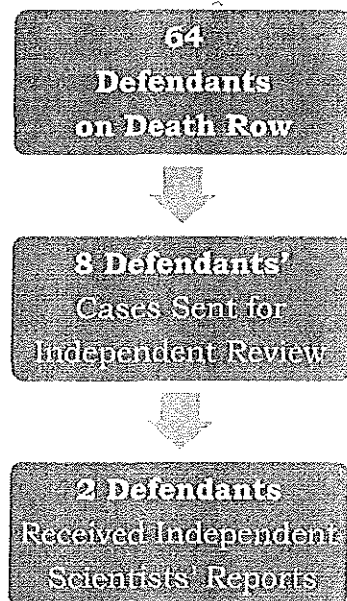 64
Defendants
on Death Row
8 Defendants'
Cases Sent for
Independent Review
2 Defendants
Received Independent
Scientists' Reports